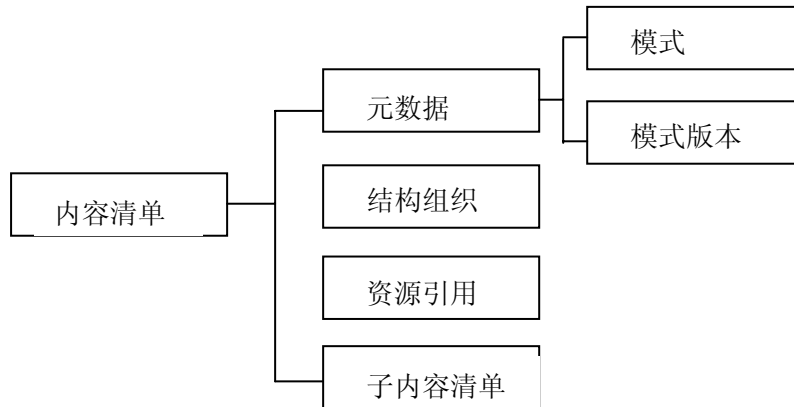 模式
元数据
模式版本
内容清单
结构组织
资源引用
子内容清单